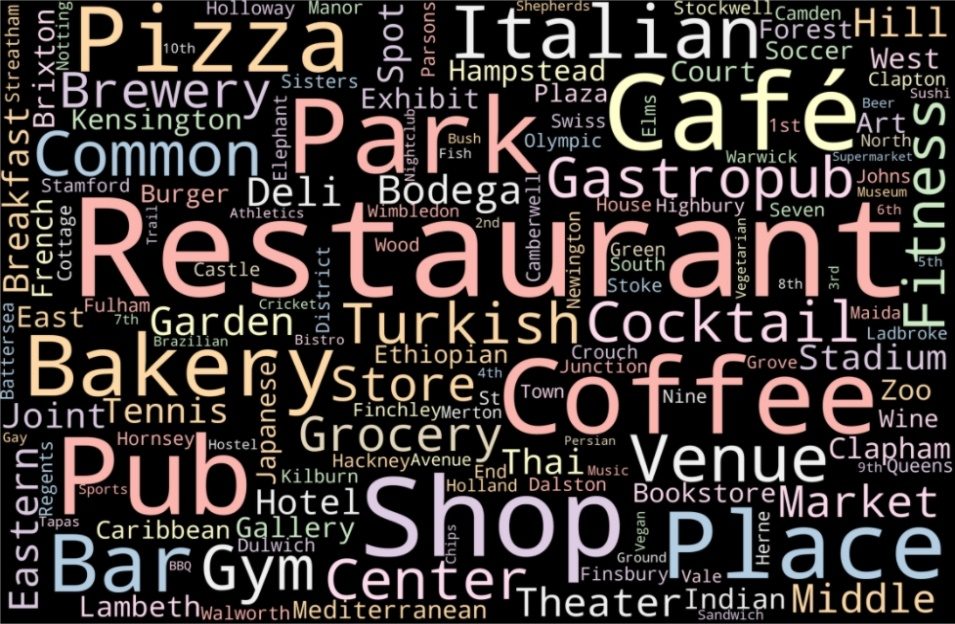 Holloway Manor
Shepherds
Stockwell
Camden
Streatham
Notting
Pizza
10th
Spot
Parsons
Italian
Forest
Hill
Soccer
West
Brixton
Brewery
Sisters
Hampstead
Court
Clapton
Sushi
Exhibit
Plaza
Café
Elms
Beer
Kensington
Elephant
Park
Nightclub
Bush
Fish
Olympic
Swiss
1st
Art
North
Common
Warwick
Supermarket
Breakfast
Stamford
Burger
Deli
Bodega
Gastropub
Johns
Museum
Fitness
French
Cottage
Trail
Athletics
Wimbledon
2nd
Camberwell
House
Highbury
Seven
6th
Restaurant
Wood
Newington
Green
South
Vegetarian
5th
Castle
District
Stoke
8th
3rd
Battersea
East
Fulham
7th
Cricket
Garden
Turkish
Cocktail
Maida
Ladbroke
Brazilian
Bistro
Bakery
Ethiopian
Crouch
Junction
Grove
Stadium
Japanese
Store
4th
Coffee
Town
Nine
Zoo
Joint
Tennis
St
Finchley
Merton
Wine
Gay
Hornsey
Hostel
Grocery
Persian
Venue
Clapham
Eastern
Regents
Pub
Sports
Hackney
Avenue
End
Thai
Music
9th
Queens
Kilburn
Holland
Dalston
Bookstore
Market
Tapas
Hotel
Shop
Caribbean
Gallery
Chips
Vegan
Place
Herne
Bar
BBQ
Gym
Dulwich
Ground
Center
Finsbury
Vale
Lambeth
Walworth
Mediterranean
Theater
Indian
Sandwich
Middle